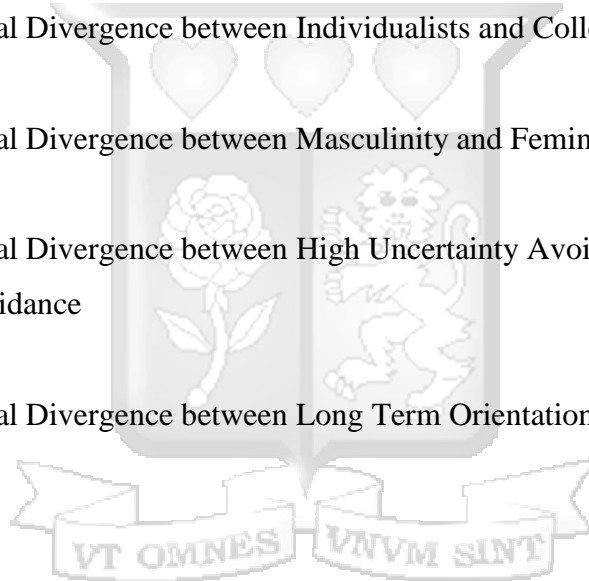 al Divergence between Individualists and Coll
al Divergence between Masculinity and Femin
al Divergence between High Uncertainty Avoi
idance
al Divergence between Long Term Orientation
VT OMNES VNVM SINT